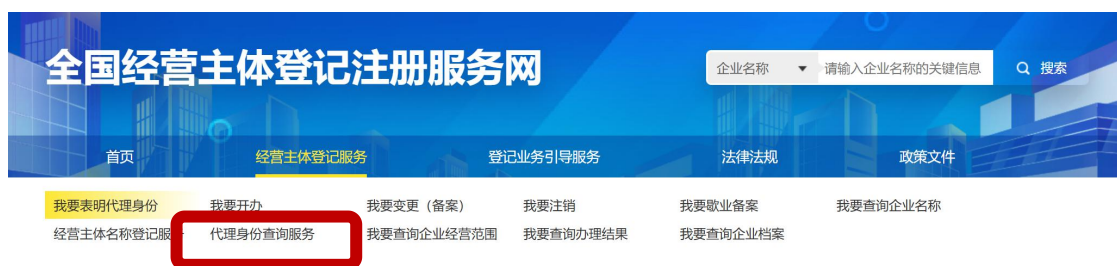 全国经营主体登记注册服务网
企业名称 请输入企业名称的关键信息 搜索
首页 经营主体登记服务 登记业务引导服务 法律法规 政策文件
我要表明代理身份 我要开办 我要变更（备案） 我要注销 我要歇业备案 我要查询企业名称
经营主体名称登记服 代理身份查询服务 我要查询企业经营范围 我要查询办理结果 我要查询企业档案